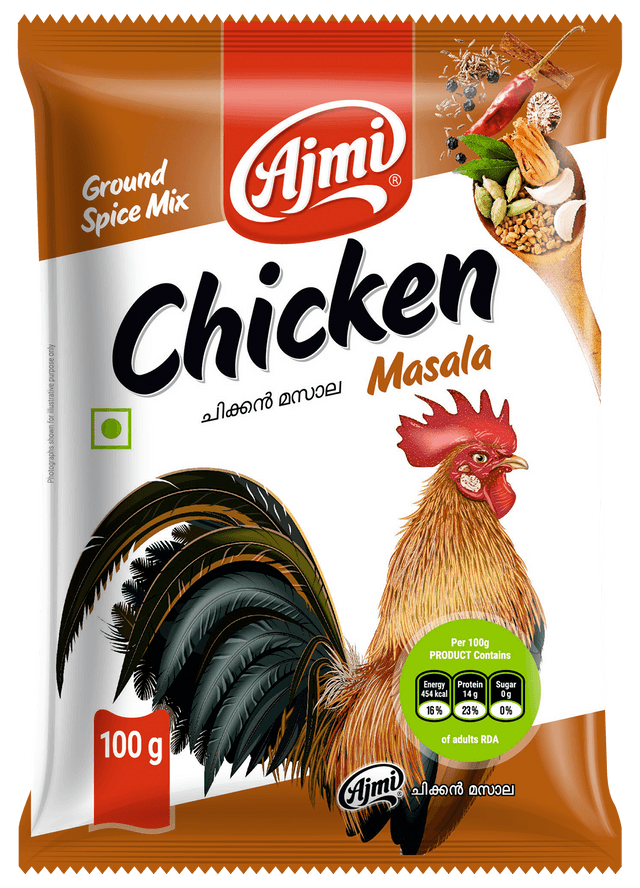 Ajmi
®
Ground
Spice Mix
Chicken
Masala
ചിക്കൻ മസാല
Photographs shown for illustrative purpose only
Per 100g
PRODUCT Contains
Energy Protein Sugar
454 kcal 14 g 0 g
16% 23% 0%
of adults RDA
100 g
Ajmi® ചിക്കൻ മസാല